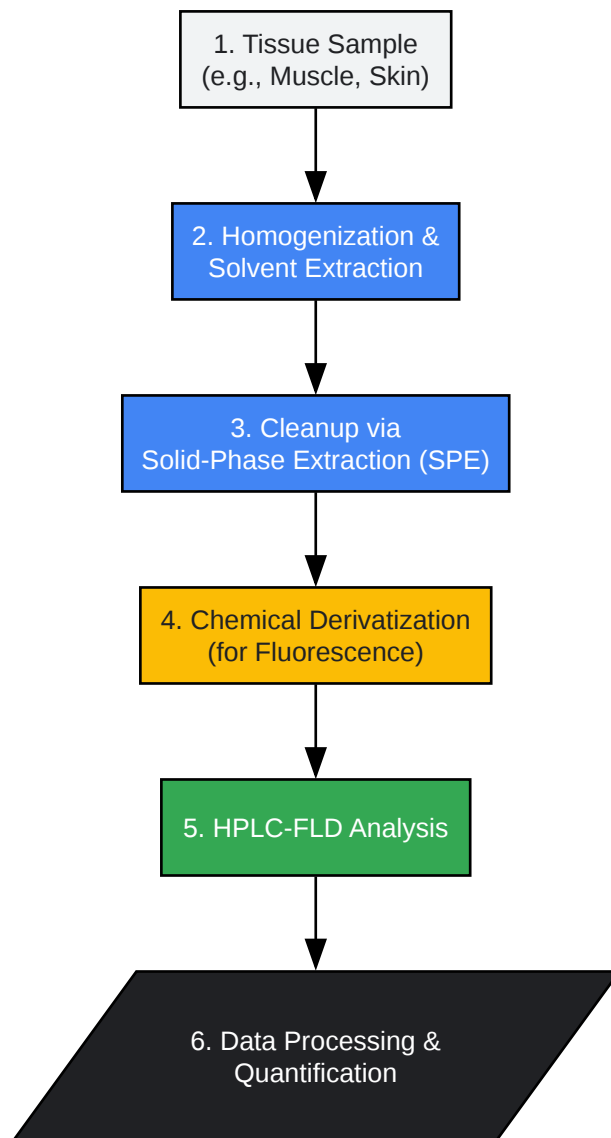 1. Tissue Sample
(e.g., Muscle, Skin)
2. Homogenization &
Solvent Extraction
3. Cleanup via
Solid-Phase Extraction (SPE)
4. Chemical Derivatization
(for Fluorescence)
5. HPLC-FLD Analysis
6. Data Processing &
Quantification